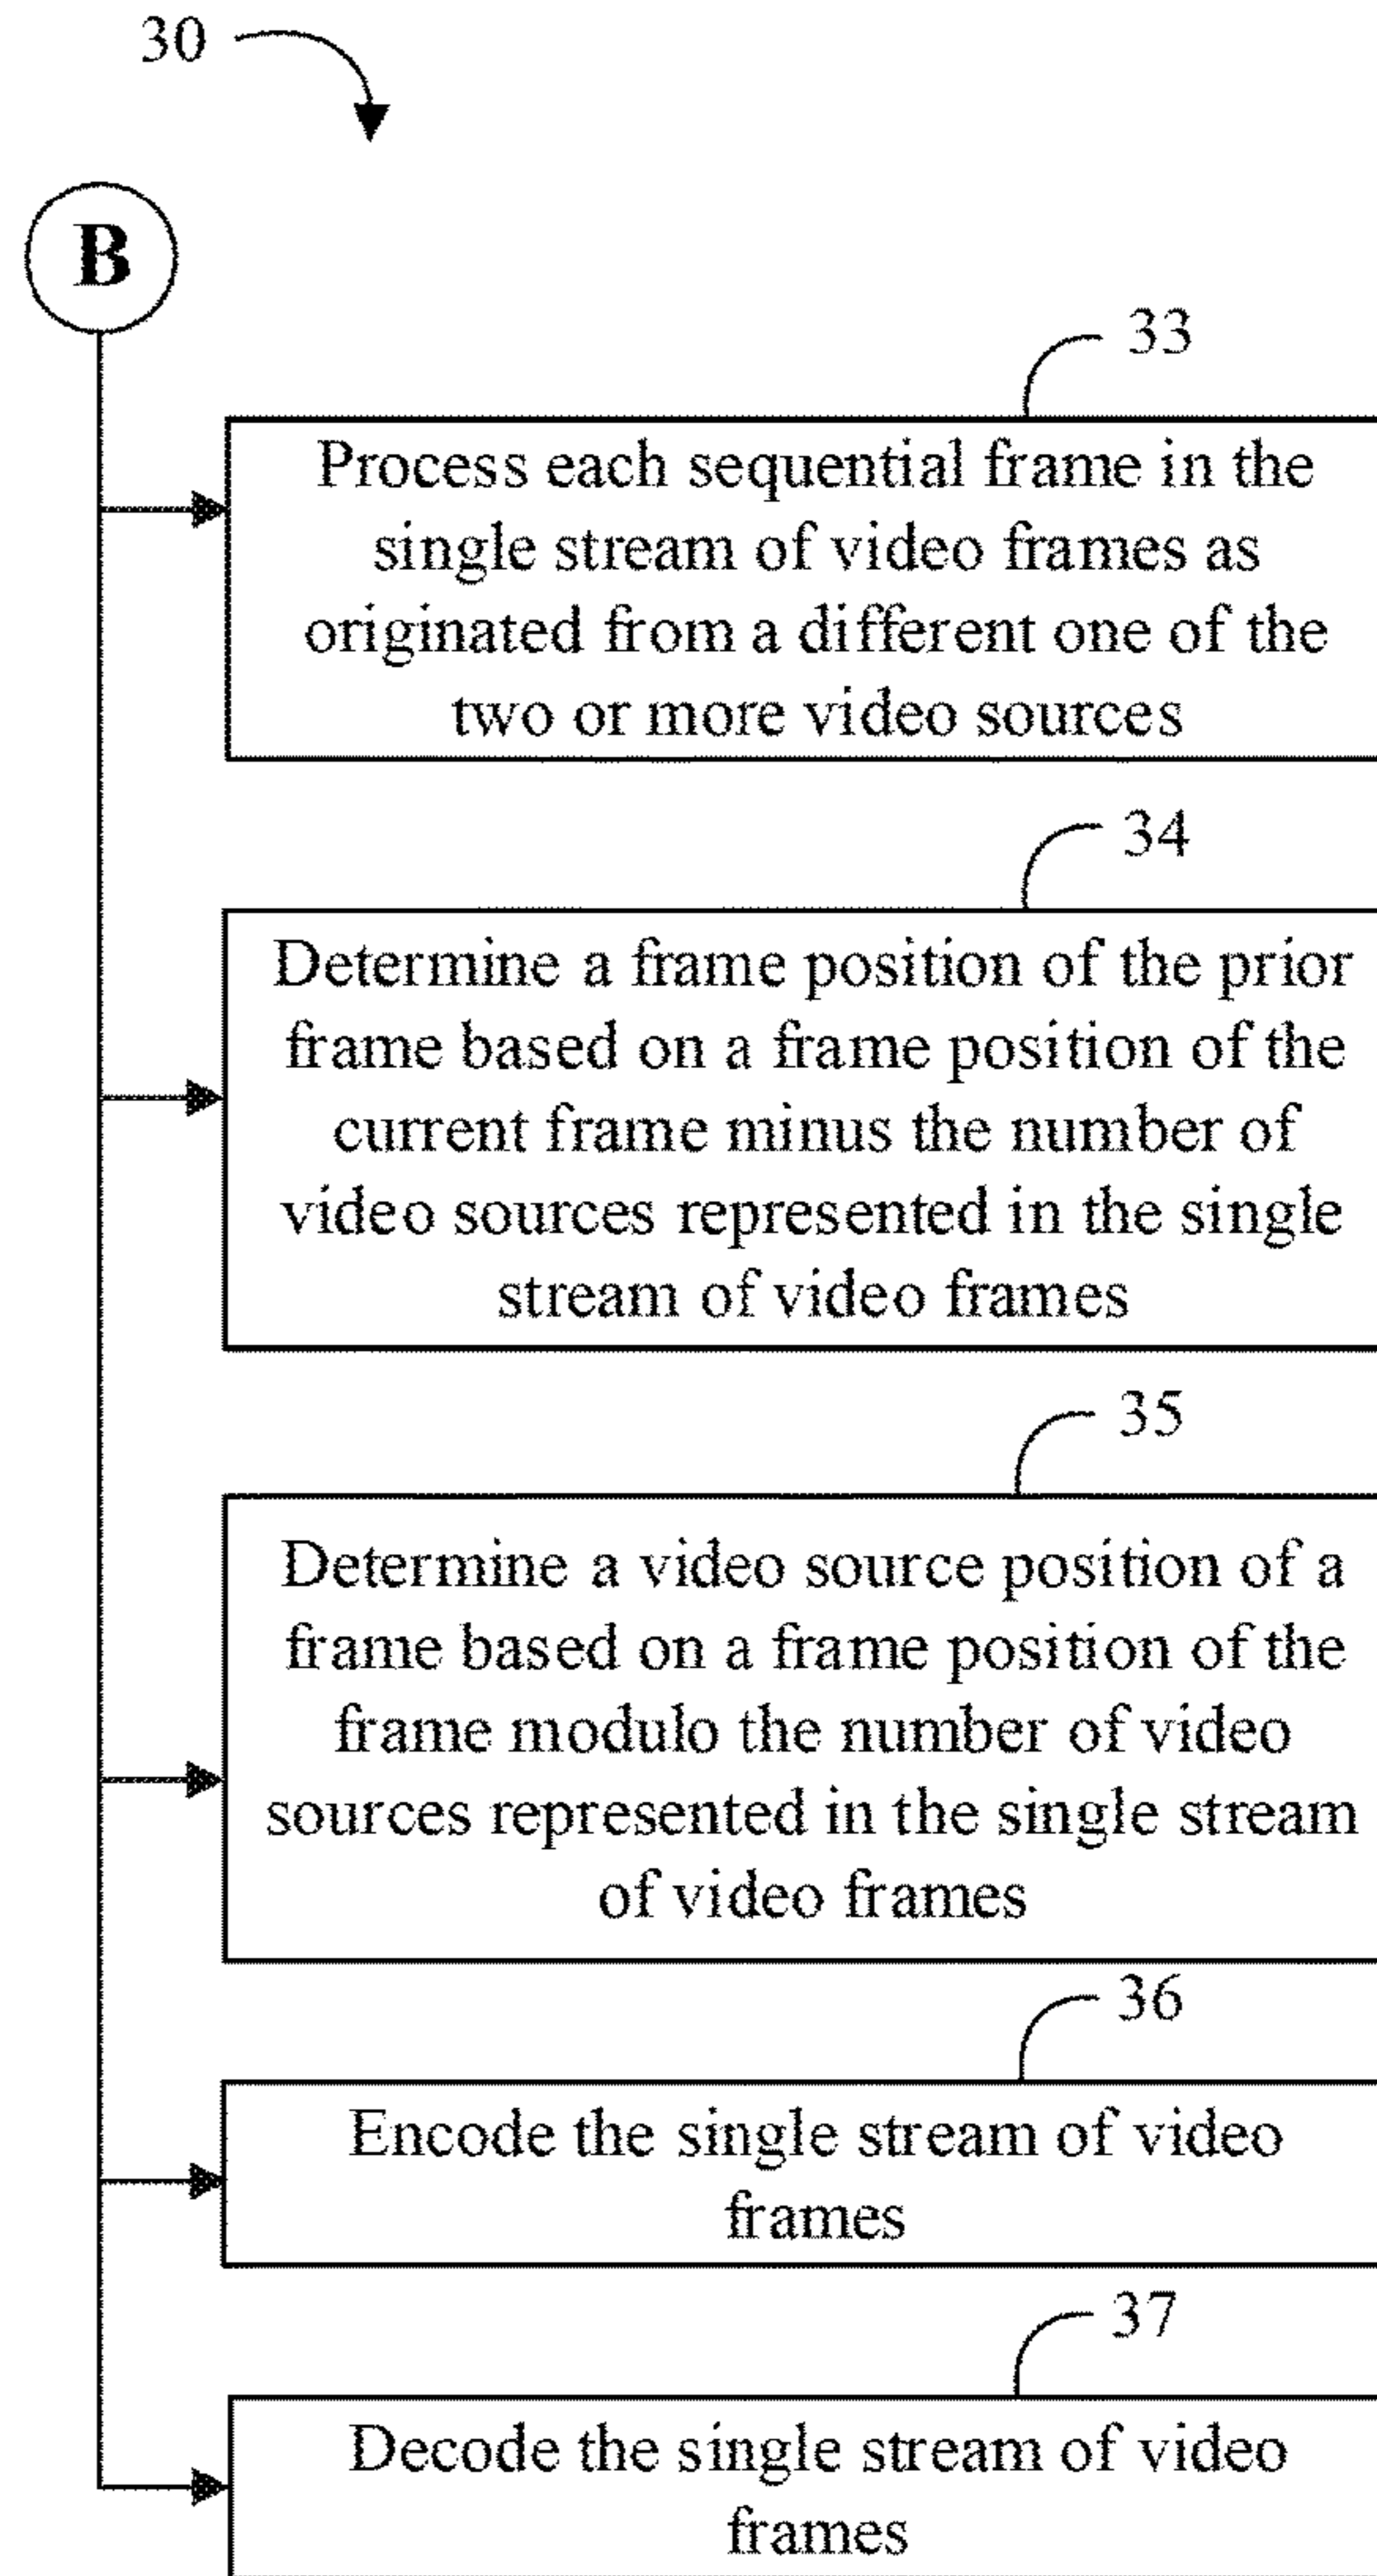 30
B
33
Process each sequential frame in the
single stream of video frames as
originated from a different one of the
two or more video sources
34
Determine a frame position of the prior
frame based on a frame position of the
current frame minus the number of
video sources represented in the single
stream of video frames
35
Determine a video source position of a
frame based on a frame position of the
frame modulo the number of video
sources represented in the single stream
of video frames
36
Encode the single stream of video
frames
37
Decode the single stream of video
frames